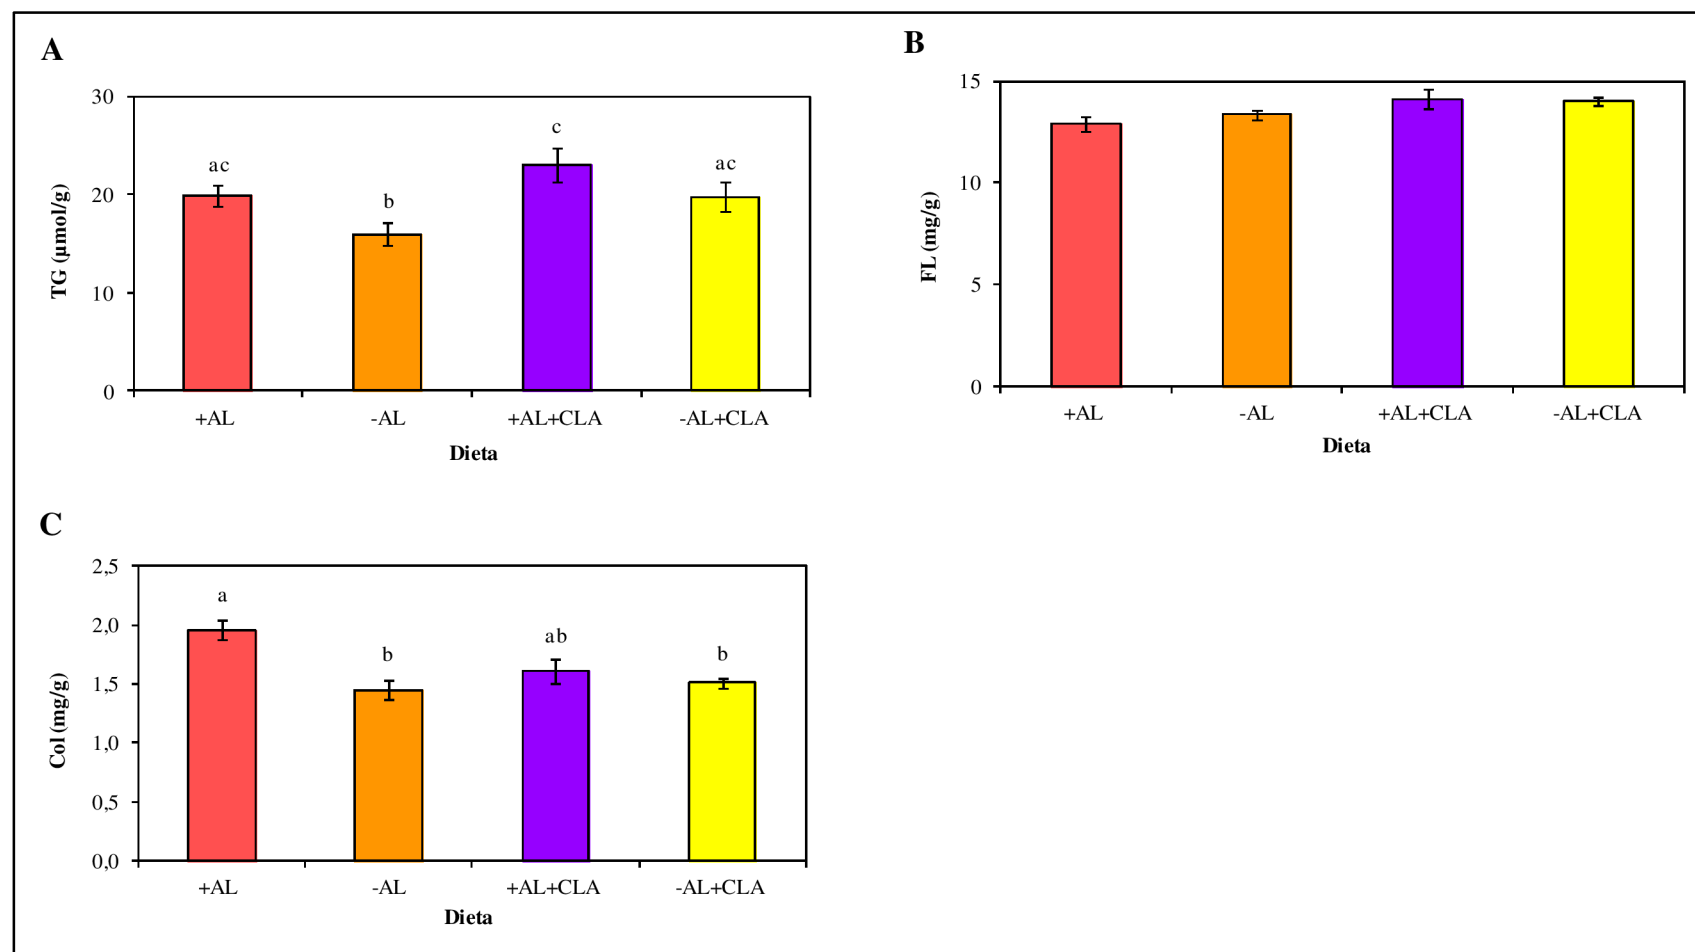 A
30
20
10
0
TG (µmol/g)
ac
b
c
ac
+AL
-AL
+AL+CLA
-AL+CLA
Dieta
B
15
10
5
0
FL (mg/g)
+AL
-AL
+AL+CLA
-AL+CLA
Dieta
C
2,5
2,0
1,5
1,0
0,5
0,0
Col (mg/g)
a
b
ab
b
+AL
-AL
+AL+CLA
-AL+CLA
Dieta